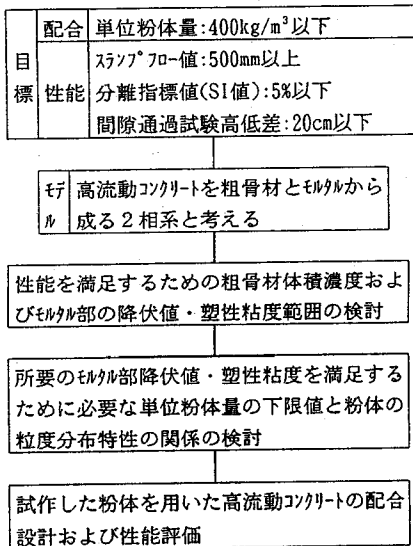 目標
配合 単位粉体量:400kg/m³以下
性能 ｽﾗﾝﾌﾟﾌﾛｰ値:500mm以上
分離指標値(SI値):5%以下
間隙通過試験高低差:20cm以下
ﾓﾃﾞﾙ 高流動ｺﾝｸﾘｰﾄを粗骨材とﾓﾙﾀﾙから
成る2相系と考える
性能を満足するための粗骨材体積濃度およ
びﾓﾙﾀﾙ部の降伏値・塑性粘度範囲の検討
所要のﾓﾙﾀﾙ部降伏値・塑性粘度を満足する
ために必要な単位粉体量の下限値と粉体の
粒度分布特性の関係の検討
試作した粉体を用いた高流動ｺﾝｸﾘｰﾄの配合
設計および性能評価